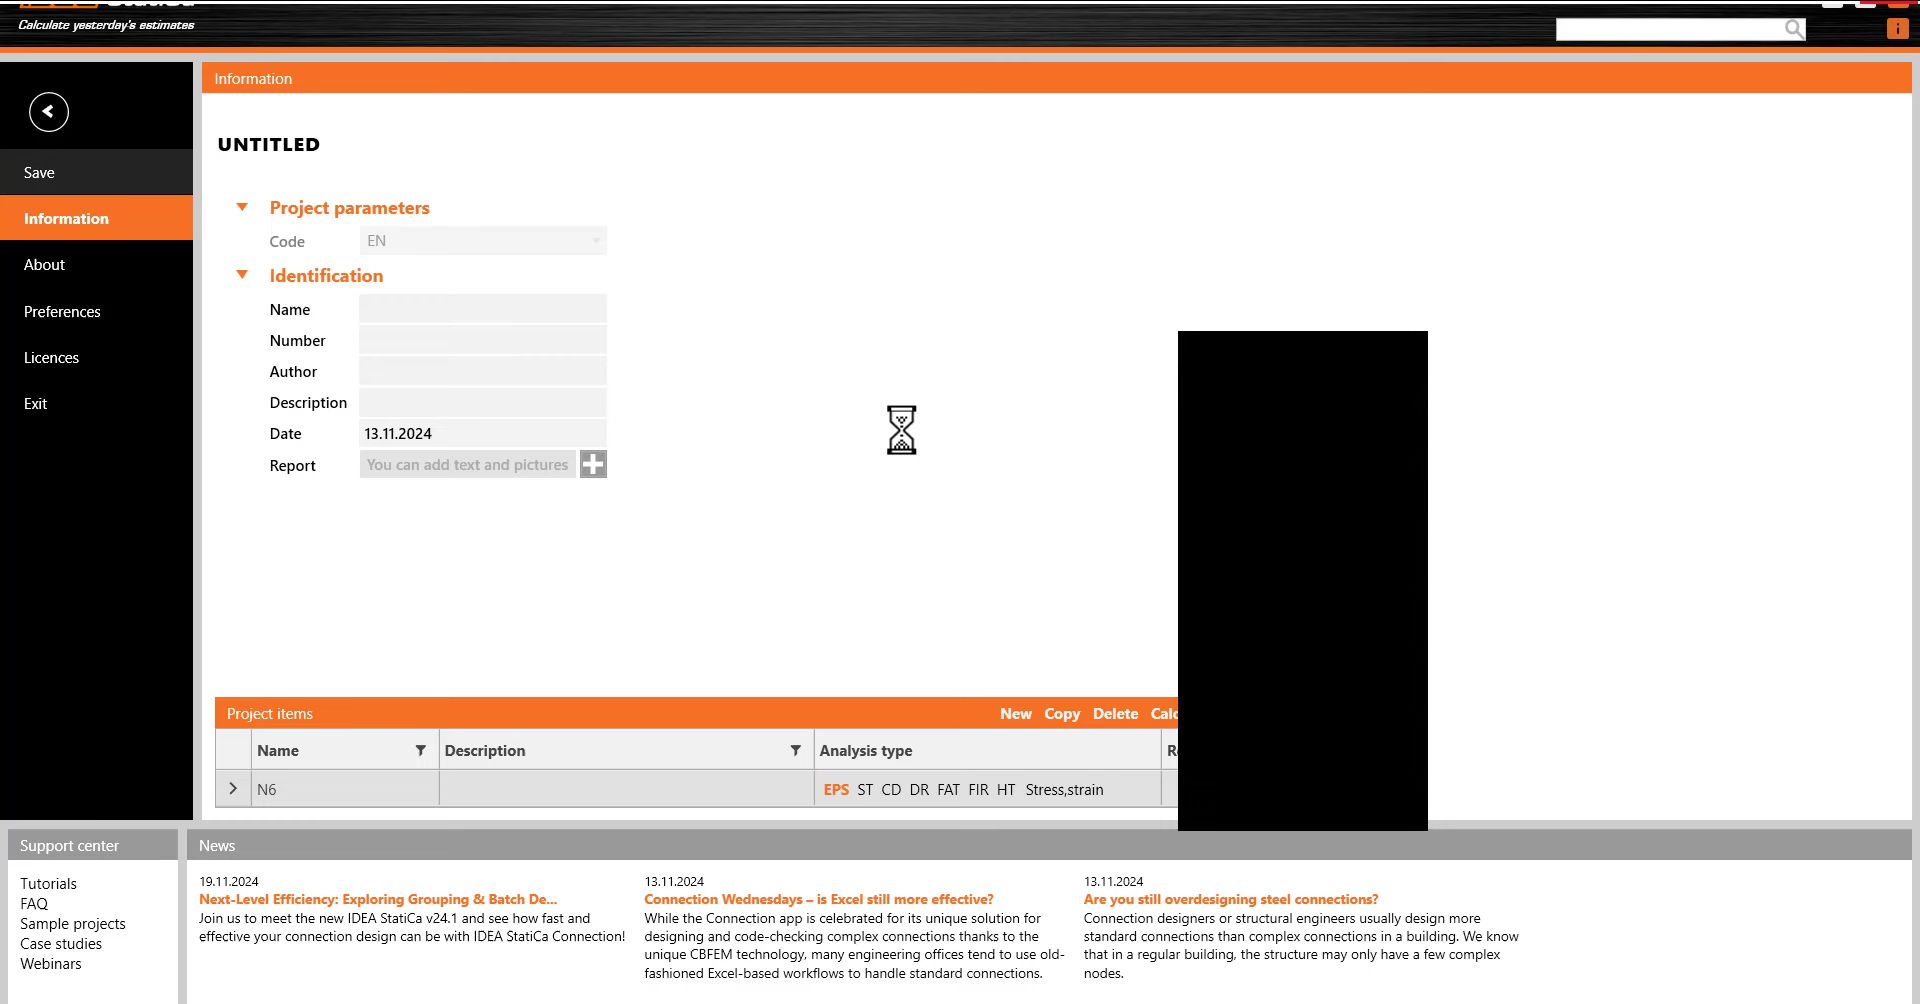 Calculate yesterday's estimates
i
Information
UNTITLED
Save
Information
About
Preferences
Licences
Exit
Project parameters
Code EN
Identification
Name
Number
Author
Description
Date 13.11.2024
Report You can add text and pictures
Project items New Copy Delete
Name Description Analysis type
N6 EPS ST CD DR FAT FIR HT Stress,strain
Support center
Tutorials
FAQ
Sample projects
Case studies
Webinars
News
19.11.2024
Next-Level Efficiency: Exploring Grouping & Batch De...
Join us to meet the new IDEA StatiCa v24.1 and see how fast and
effective your connection design can be with IDEA StatiCa Connection!
13.11.2024
Connection Wednesdays – is Excel still more effective?
While the Connection app is celebrated for its unique solution for
designing and code-checking complex connections thanks to the
unique CBFEM technology, many engineering offices tend to use old-
fashioned Excel-based workflows to handle standard connections.
13.11.2024
Are you still overdesigning steel connections?
Connection designers or structural engineers usually design more
standard connections than complex connections in a building. We know
that in a regular building, the structure may only have a few complex
nodes.